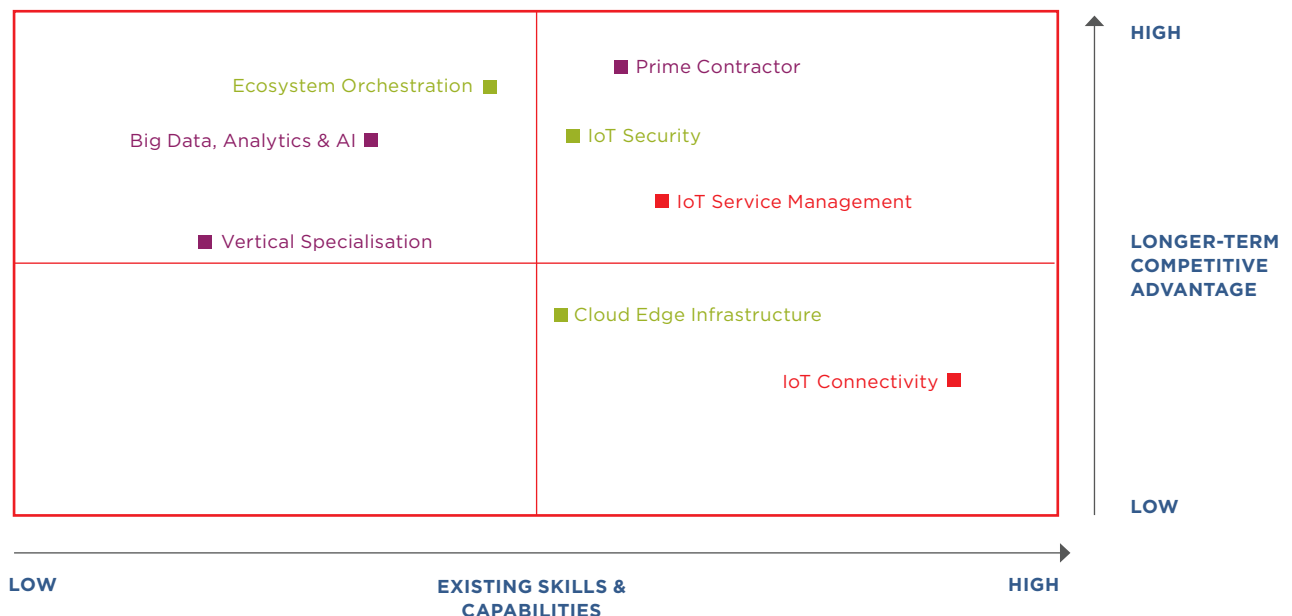 HIGH
Prime Contractor
Ecosystem Orchestration
IoT Security
Big Data, Analytics & AI
IoT Service Management
Vertical Specialisation
LONGER-TERM
COMPETITIVE
ADVANTAGE
Cloud Edge Infrastructure
IoT Connectivity
LOW
LOW
EXISTING SKILLS &
CAPABILITIES
HIGH